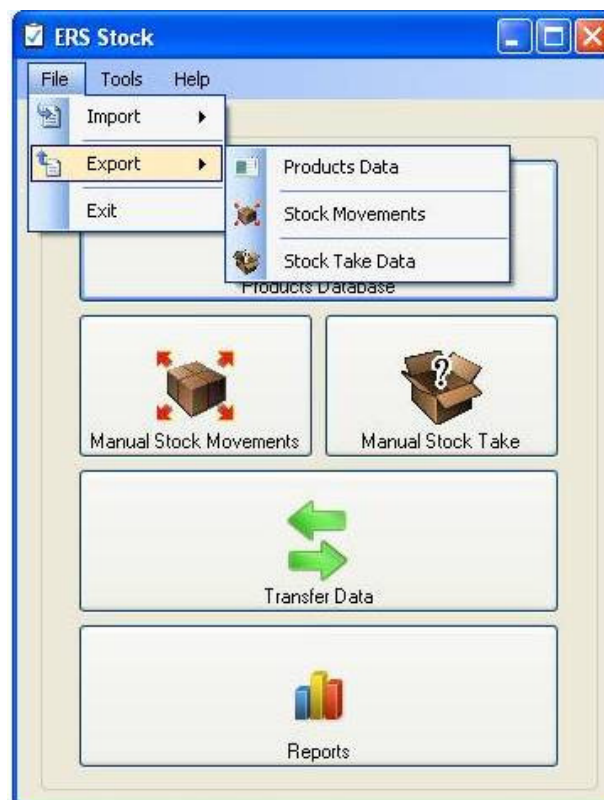 ERS Stock
File Tools Help
Import
Export
Exit
Products Data
Stock Movements
Stock Take Data
Products Database
Manual Stock Movements
Manual Stock Take
Transfer Data
Reports